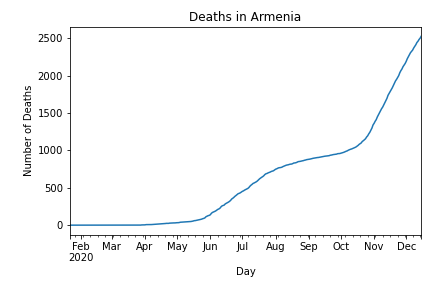 Deaths in Armenia
2500
2000
1500
1000
500
0
Number of Deaths
Feb Mar Apr May Jun Jul Aug Sep Oct Nov Dec
2020
Day